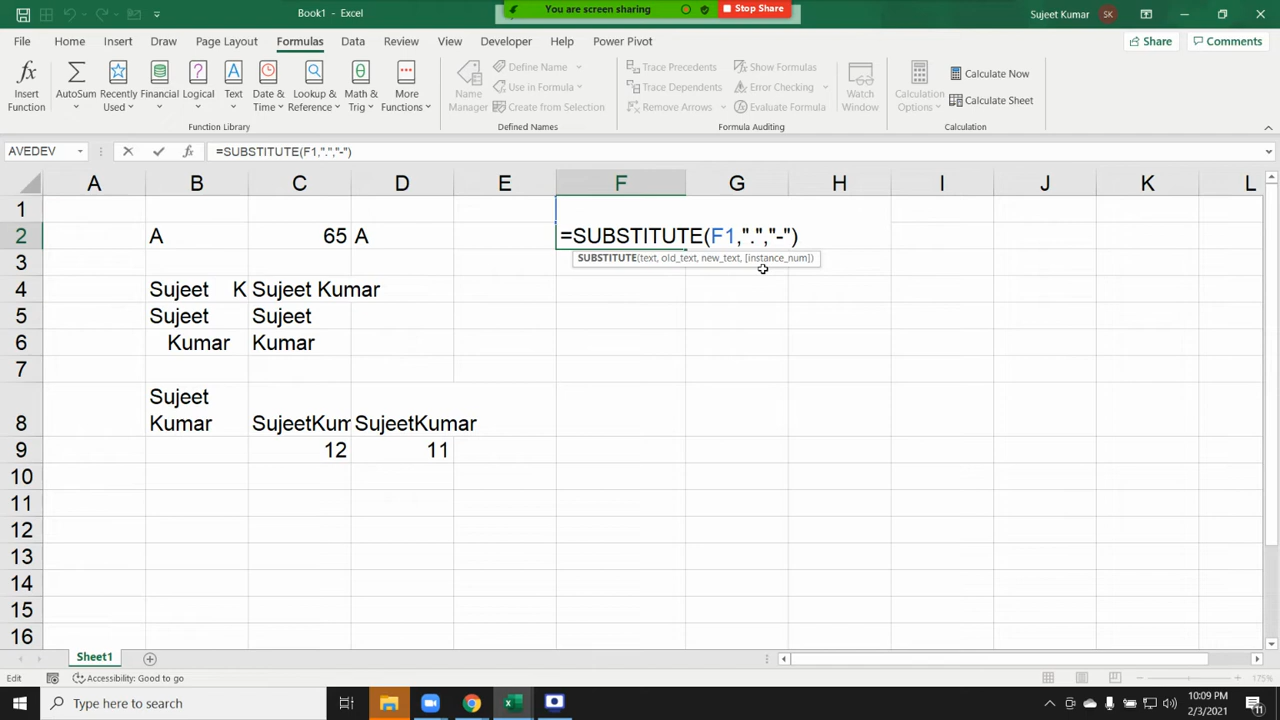 Book1 - Excel
You are screen sharing
Stop Share
Sujeet Kumar
SK
File Home Insert Draw Page Layout Formulas Data Review View Developer Help Power Pivot
Share
Comments
Insert Function
AutoSum
Recently Used
Financial
Logical
Text
Date & Time
Lookup & Reference
Math & Trig
More Functions
Function Library
Name Manager
Define Name
Use in Formula
Create from Selection
Defined Names
Trace Precedents
Trace Dependents
Remove Arrows
Show Formulas
Error Checking
Evaluate Formula
Formula Auditing
Watch Window
Calculation Options
Calculate Now
Calculate Sheet
Calculation
AVEDEV
fx
=SUBSTITUTE(F1,".","-")
A B C D E F G H I J K L
1
2 A 65 A =SUBSTITUTE(F1,".","-")
SUBSTITUTE(text, old_text, new_text, [instance_num])
3
4 Sujeet K Sujeet Kumar
5 Sujeet Sujeet
6 Kumar Kumar
7
Sujeet
8 Kumar SujeetKum SujeetKumar
9 12 11
10
11
12
13
14
15
16
Sheet1
Edit
Accessibility: Good to go
175%
Type here to search
10:09 PM
2/3/2021
11